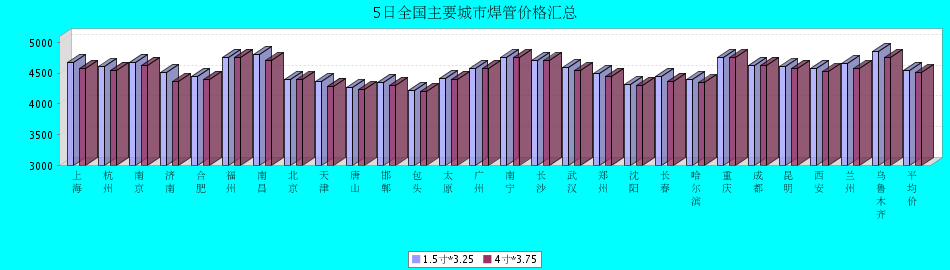 5日全国主要城市焊管价格汇总
5000
4500
4000
3500
3000
上海
杭州
南京
济南
合肥
福州
南昌
北京
天津
唐山
邯郸
包头
太原
广州
南宁
长沙
武汉
郑州
沈阳
长春
哈尔滨
重庆
成都
昆明
西安
兰州
乌鲁木齐
平均价
1.5寸*3.25
4寸*3.75